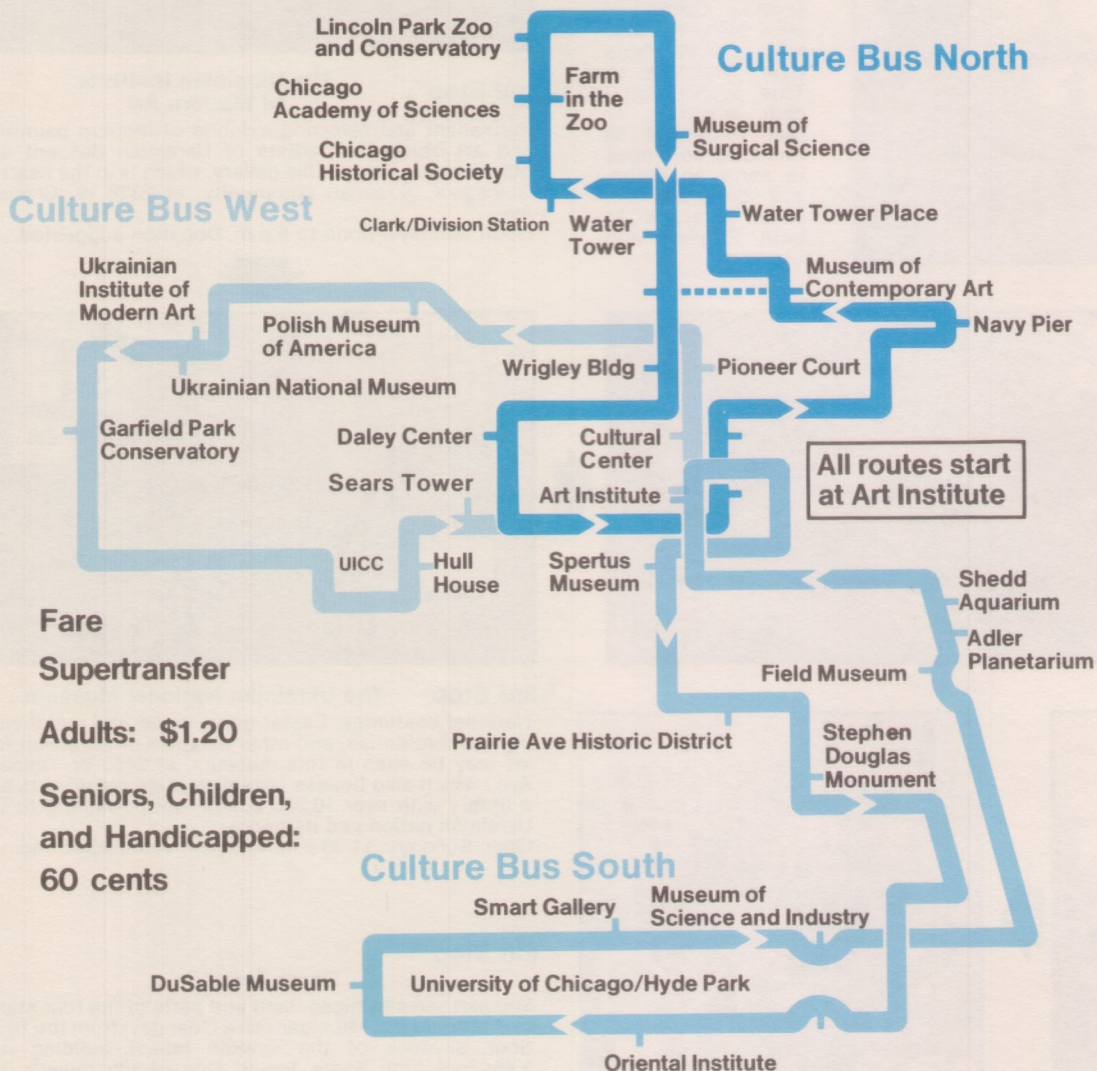 Lincoln Park Zoo
and Conservatory
Culture Bus North
Farm
in the
Zoo
Chicago
Academy of Sciences
Museum of
Surgical Science
Chicago
Historical Society
Culture Bus West
Clark/Division Station
Water
Tower
Water Tower Place
Ukrainian
Institute of
Modern Art
Museum of
Contemporary Art
Polish Museum
of America
Navy Pier
Ukrainian National Museum
Wrigley Bldg
Pioneer Court
Garfield Park
Conservatory
Daley Center
Cultural
Center
Sears Tower
Art Institute
All routes start
at Art Institute
UICC
Hull
House
Spertus
Museum
Shedd
Aquarium
Adler
Planetarium
Field Museum
Fare
Supertransfer
Adults: $1.20
Seniors, Children,
and Handicapped:
60 cents
Prairie Ave Historic District
Stephen
Douglas
Monument
Culture Bus South
Smart Gallery
Museum of
Science and Industry
DuSable Museum
University of Chicago/Hyde Park
Oriental Institute